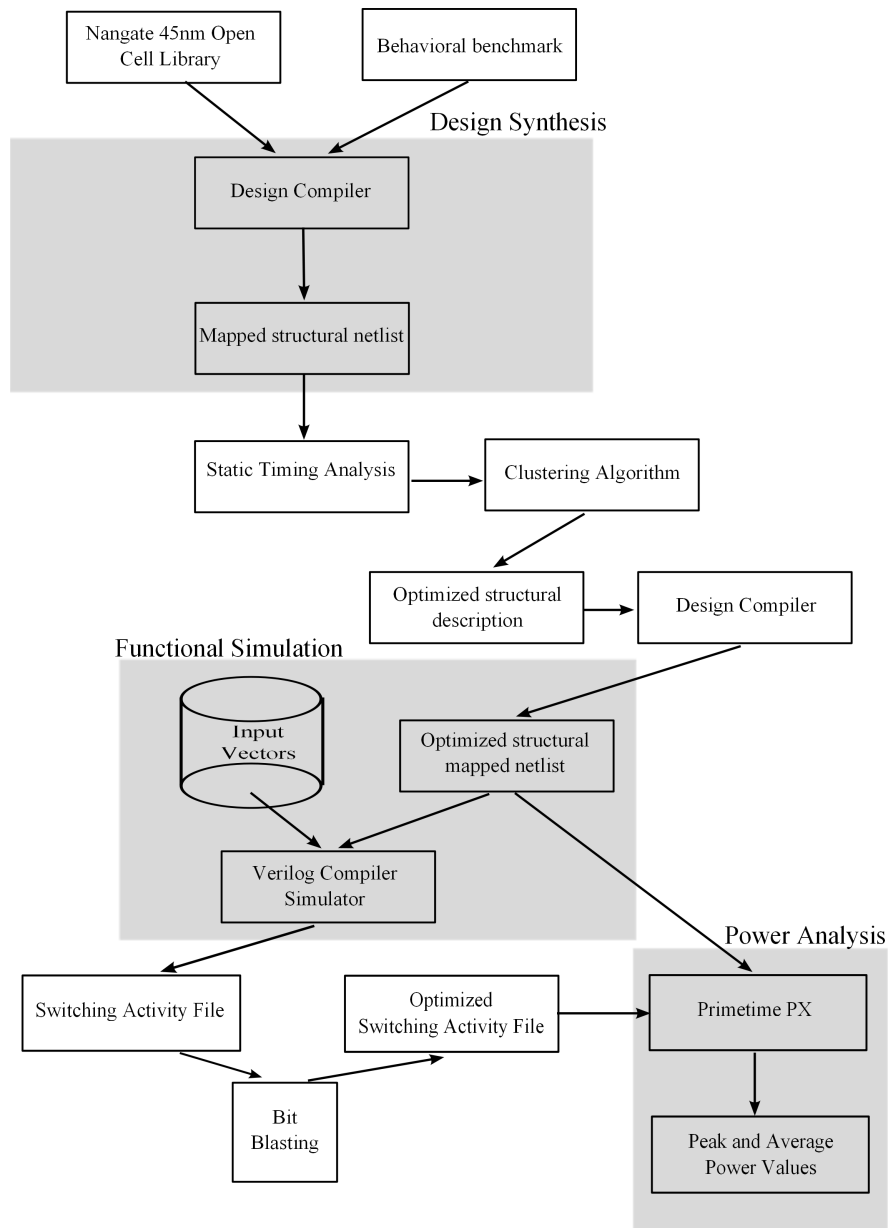 Nangate 45nm Open
Cell Library
Behavioral benchmark
Design Synthesis
Design Compiler
Mapped structural netlist
Static Timing Analysis
Clustering Algorithm
Optimized structural
description
Design Compiler
Functional Simulation
Input
Vectors
Optimized structural
mapped netlist
Verilog Compiler
Simulator
Power Analysis
Switching Activity File
Optimized
Switching Activity File
Primetime PX
Bit
Blasting
Peak and Average
Power Values